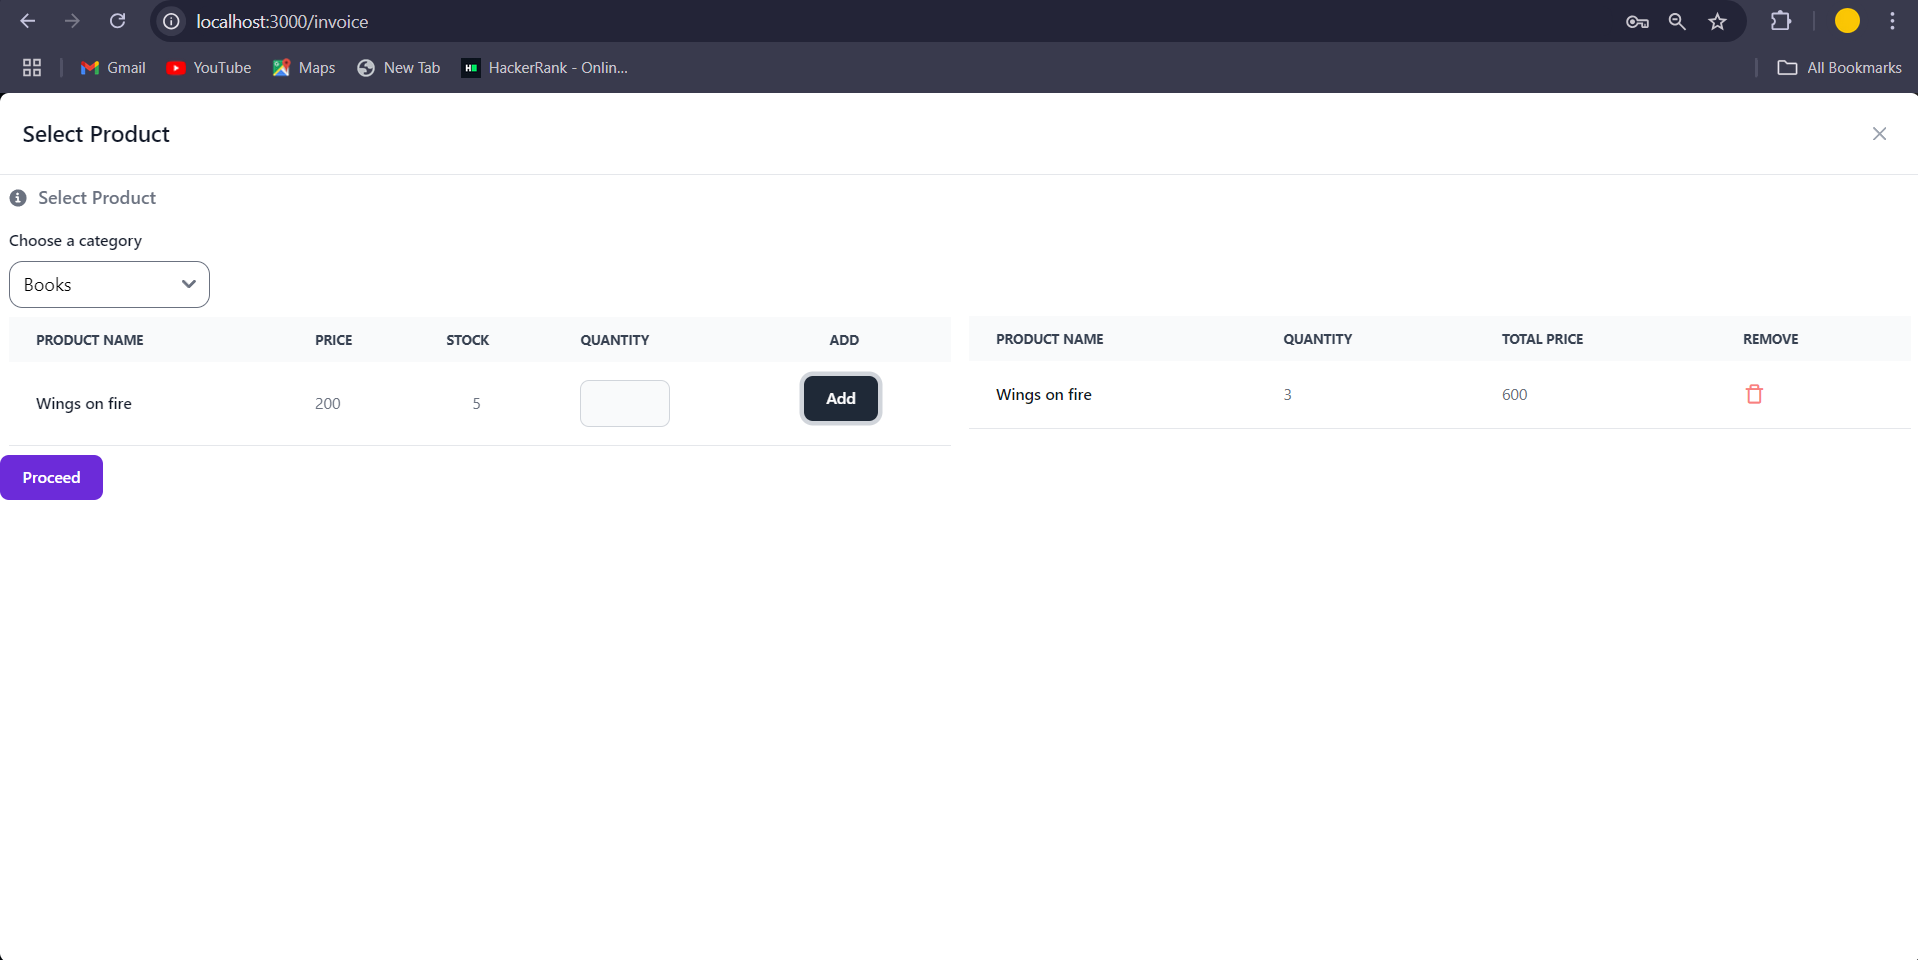 localhost:3000/invoice
Gmail YouTube Maps New Tab HackerRank - Onlin... All Bookmarks
Select Product
Select Product
Choose a category
Books
PRODUCT NAME PRICE STOCK QUANTITY ADD
Wings on fire 200 5 Add
PRODUCT NAME QUANTITY TOTAL PRICE REMOVE
Wings on fire 3 600
Proceed